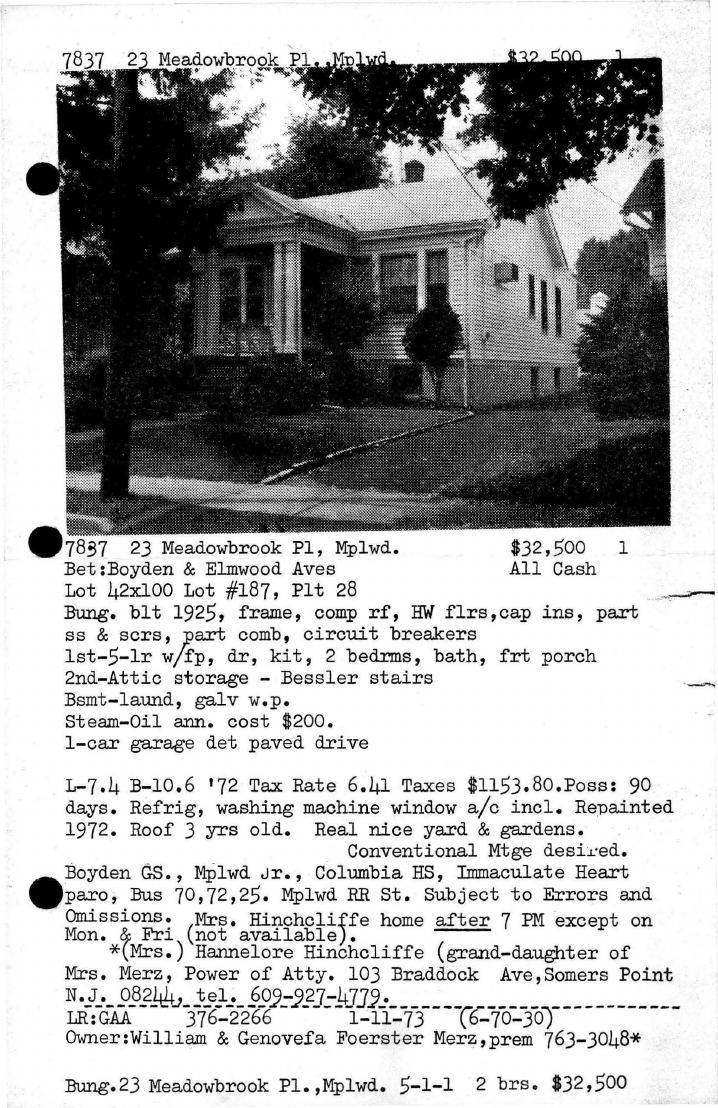 7837 23 Meadowbrook Pl.,Mplwd. $32,500 1
7837 23 Meadowbrook Pl, Mplwd. $32,500 1
Bet:Boyden & Elmwood Aves All Cash
Lot 42x100 Lot #187, Plt 28
Bung. blt 1925, frame, comp rf, HW flrs,cap ins, part
ss & scrs, part comb, circuit breakers
1st-5-lr w/fp, dr, kit, 2 bedrms, bath, frt porch
2nd-Attic storage - Bessler stairs
Bsmt-laund, galv w.p.
Steam-Oil ann. cost $200.
1-car garage det paved drive
L-7.4 B-10.6 '72 Tax Rate 6.41 Taxes $1153.80.Poss: 90
days. Refrig, washing machine window a/c incl. Repainted
1972. Roof 3 yrs old. Real nice yard & gardens.
Conventional Mtge desired.
Boyden GS., Mplwd Jr., Columbia HS, Immaculate Heart
paro, Bus 70,72,25. Mplwd RR St. Subject to Errors and
Omissions. Mrs. Hinchcliffe home after 7 PM except on
Mon. & Fri (not available).
*(Mrs.) Hannelore Hinchcliffe (grand-daughter of
Mrs. Merz, Power of Atty. 103 Braddock Ave,Somers Point
N.J. 08244, tel. 609-927-4779.
LR:GAA 376-2266 1-11-73 (6-70-30)
Owner:William & Genovefa Foerster Merz,prem 763-3048*
Bung.23 Meadowbrook Pl.,Mplwd. 5-1-1 2 brs. $32,500